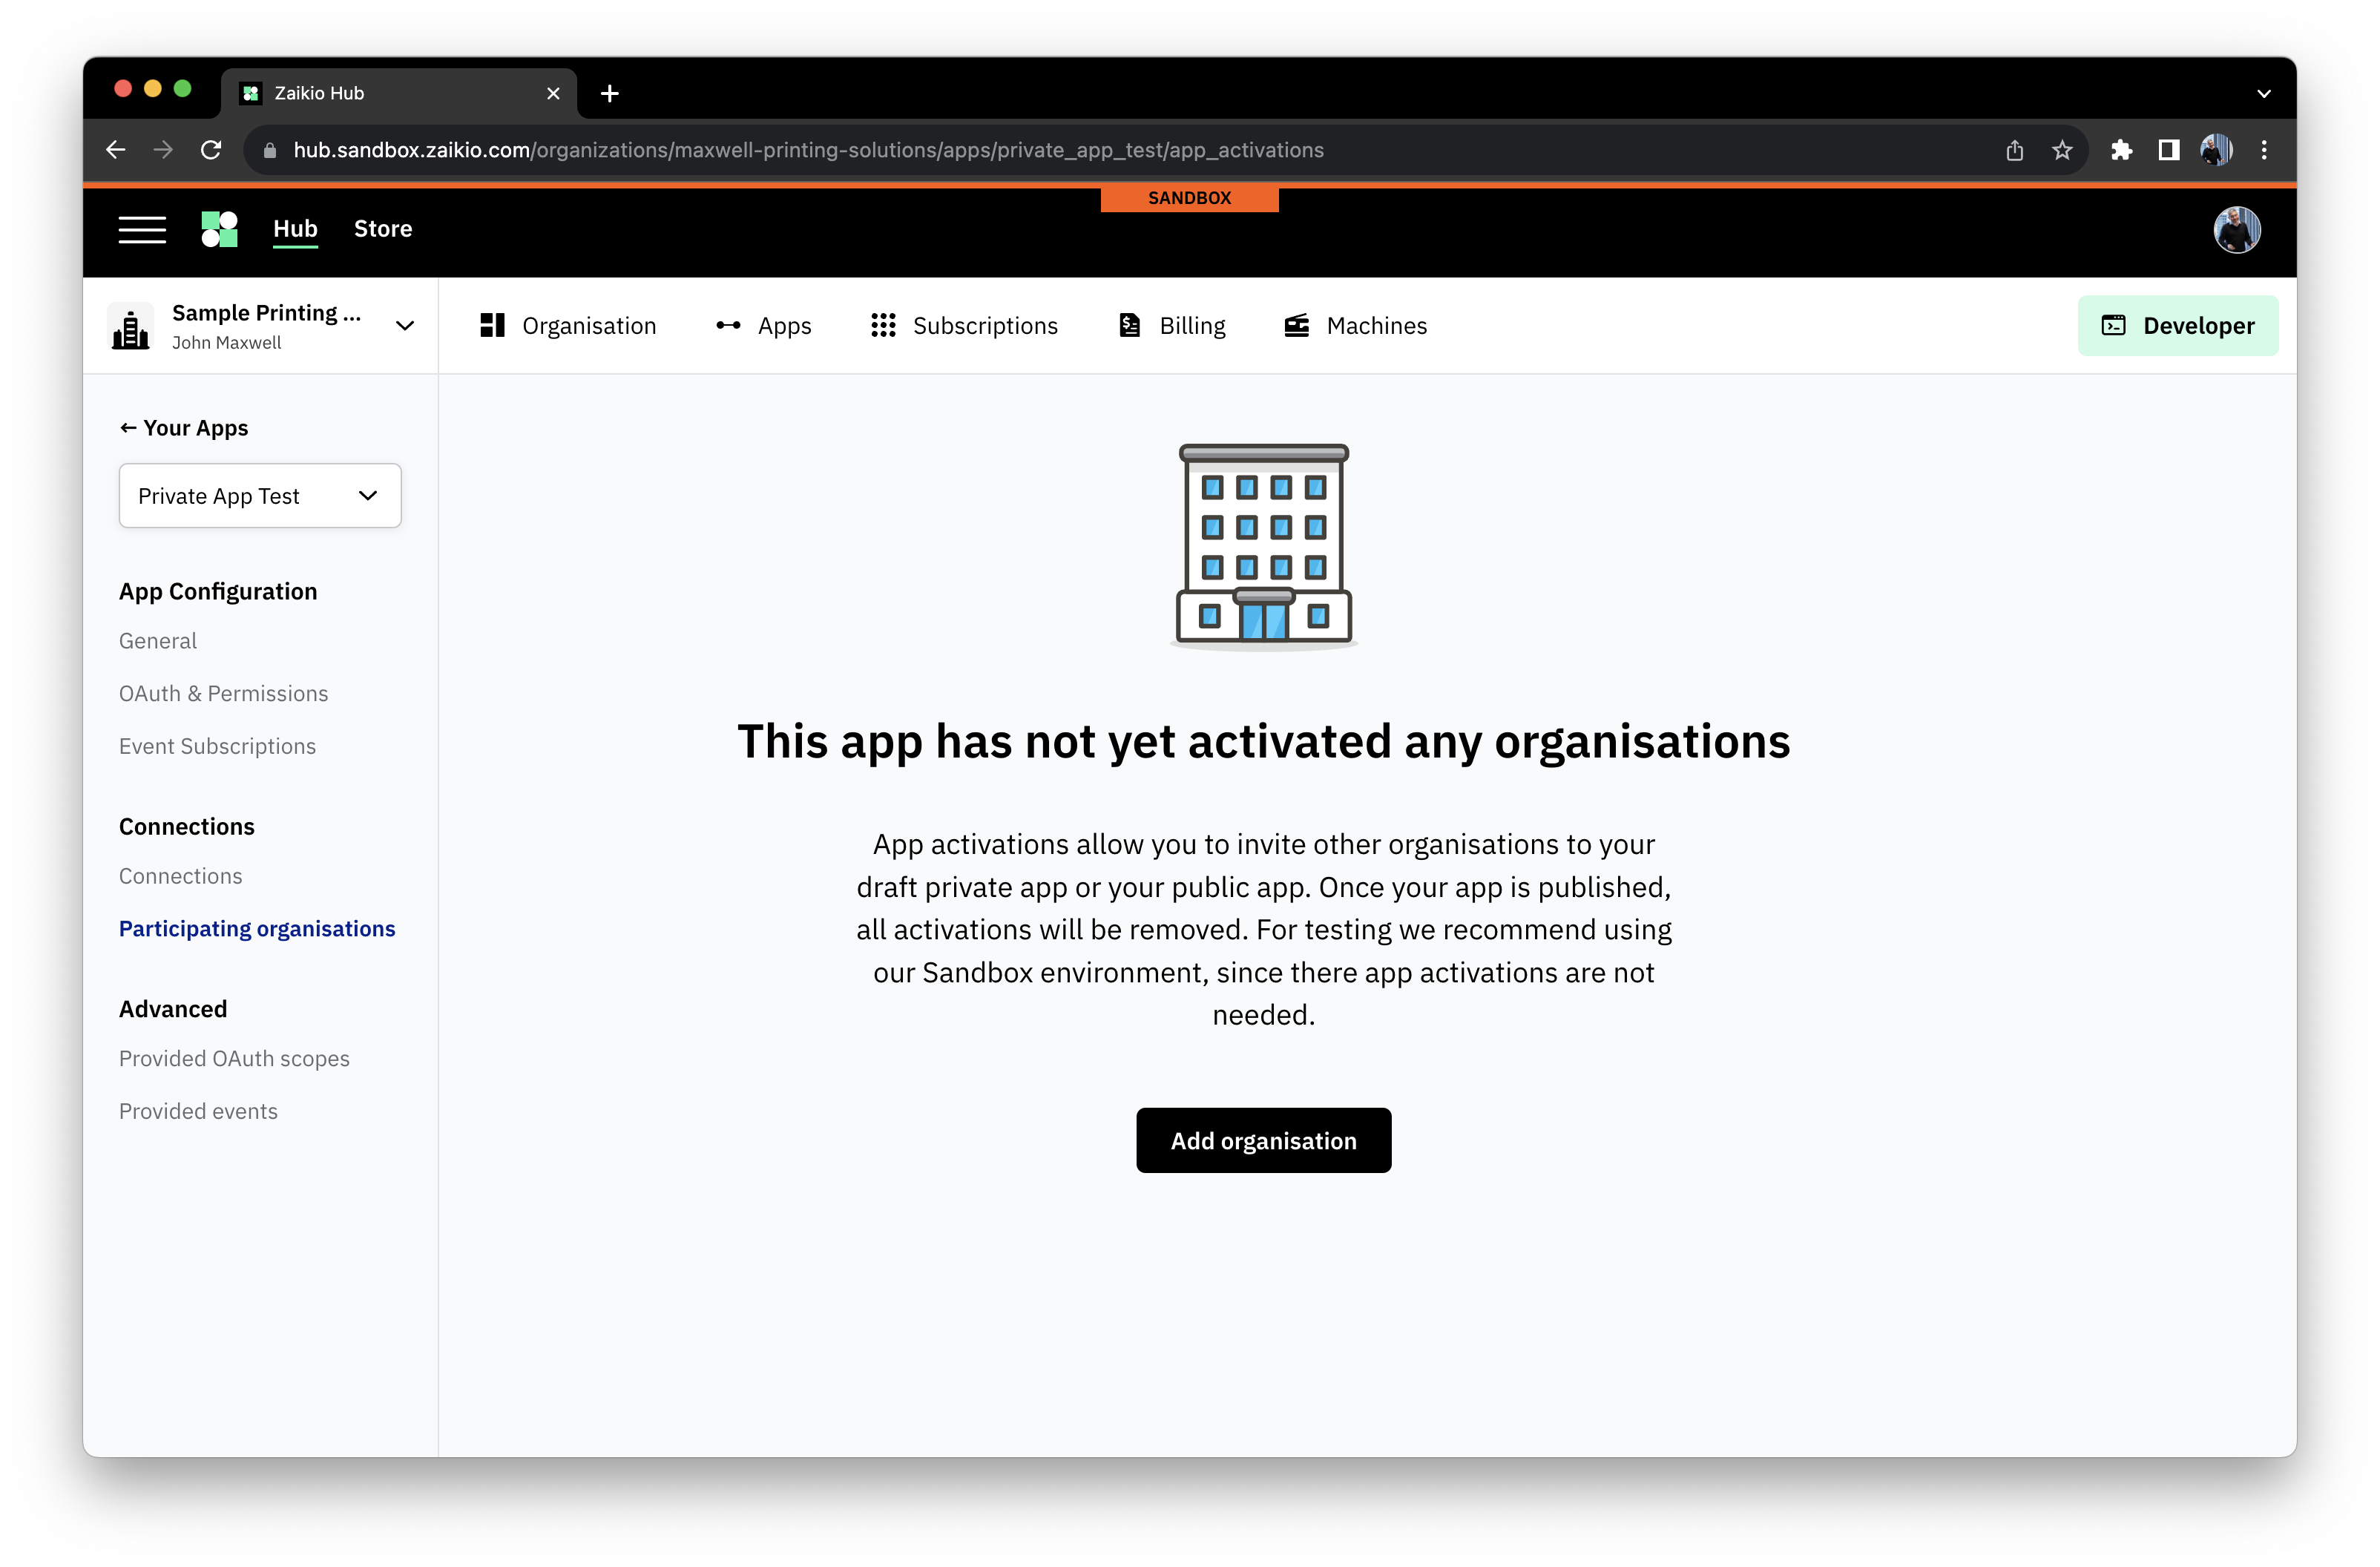 Zaikio Hub
hub.sandbox.zaikio.com/organizations/maxwell-printing-solutions/apps/private_app_test/app_activations
SANDBOX
Hub
Store
Sample Printing ...
John Maxwell
Organisation
Apps
Subscriptions
Billing
Machines
Developer
← Your Apps
Private App Test
App Configuration
General
OAuth & Permissions
Event Subscriptions
Connections
Connections
Participating organisations
Advanced
Provided OAuth scopes
Provided events
This app has not yet activated any organisations
App activations allow you to invite other organisations to your
draft private app or your public app. Once your app is published,
all activations will be removed. For testing we recommend using
our Sandbox environment, since there app activations are not
needed.
Add organisation